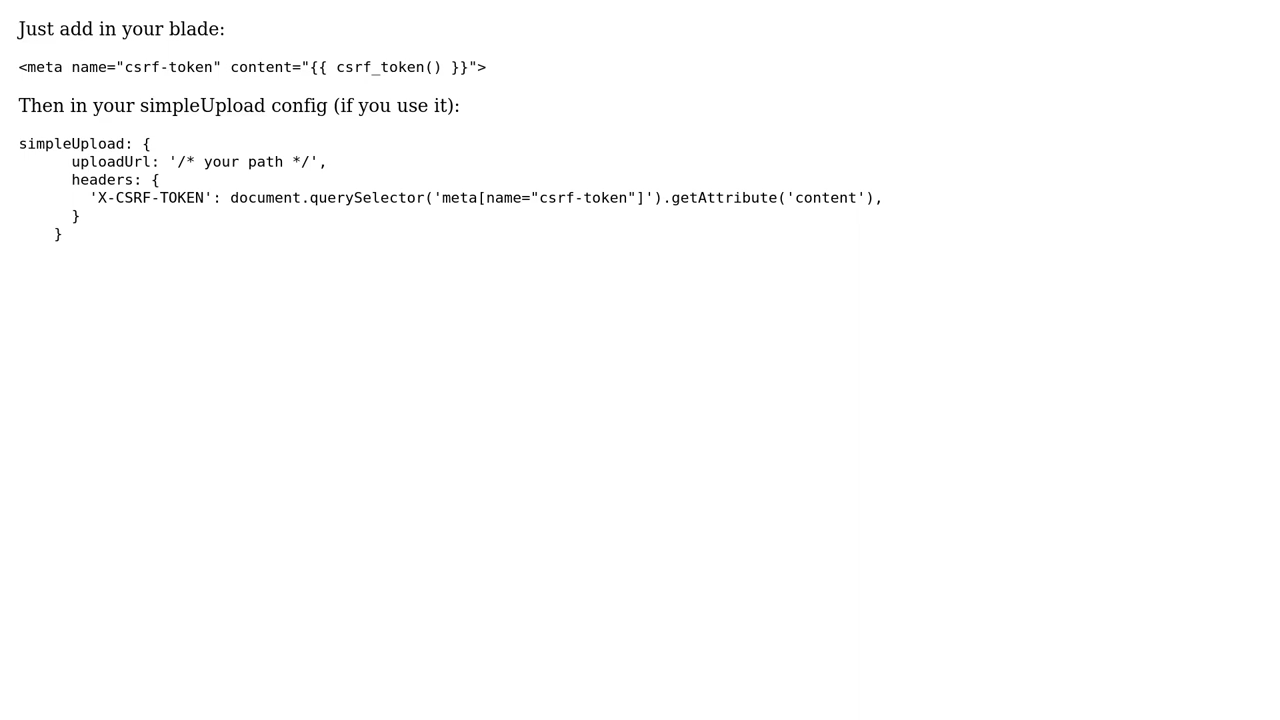 Just add in your blade:
<meta name="csrf-token" content="{{ csrf_token() }}">
Then in your simpleUpload config (if you use it):
simpleUpload: {
      uploadUrl: '/* your path */',
      headers: {
        'X-CSRF-TOKEN': document.querySelector('meta[name="csrf-token"]').getAttribute('content'),
      }
    }